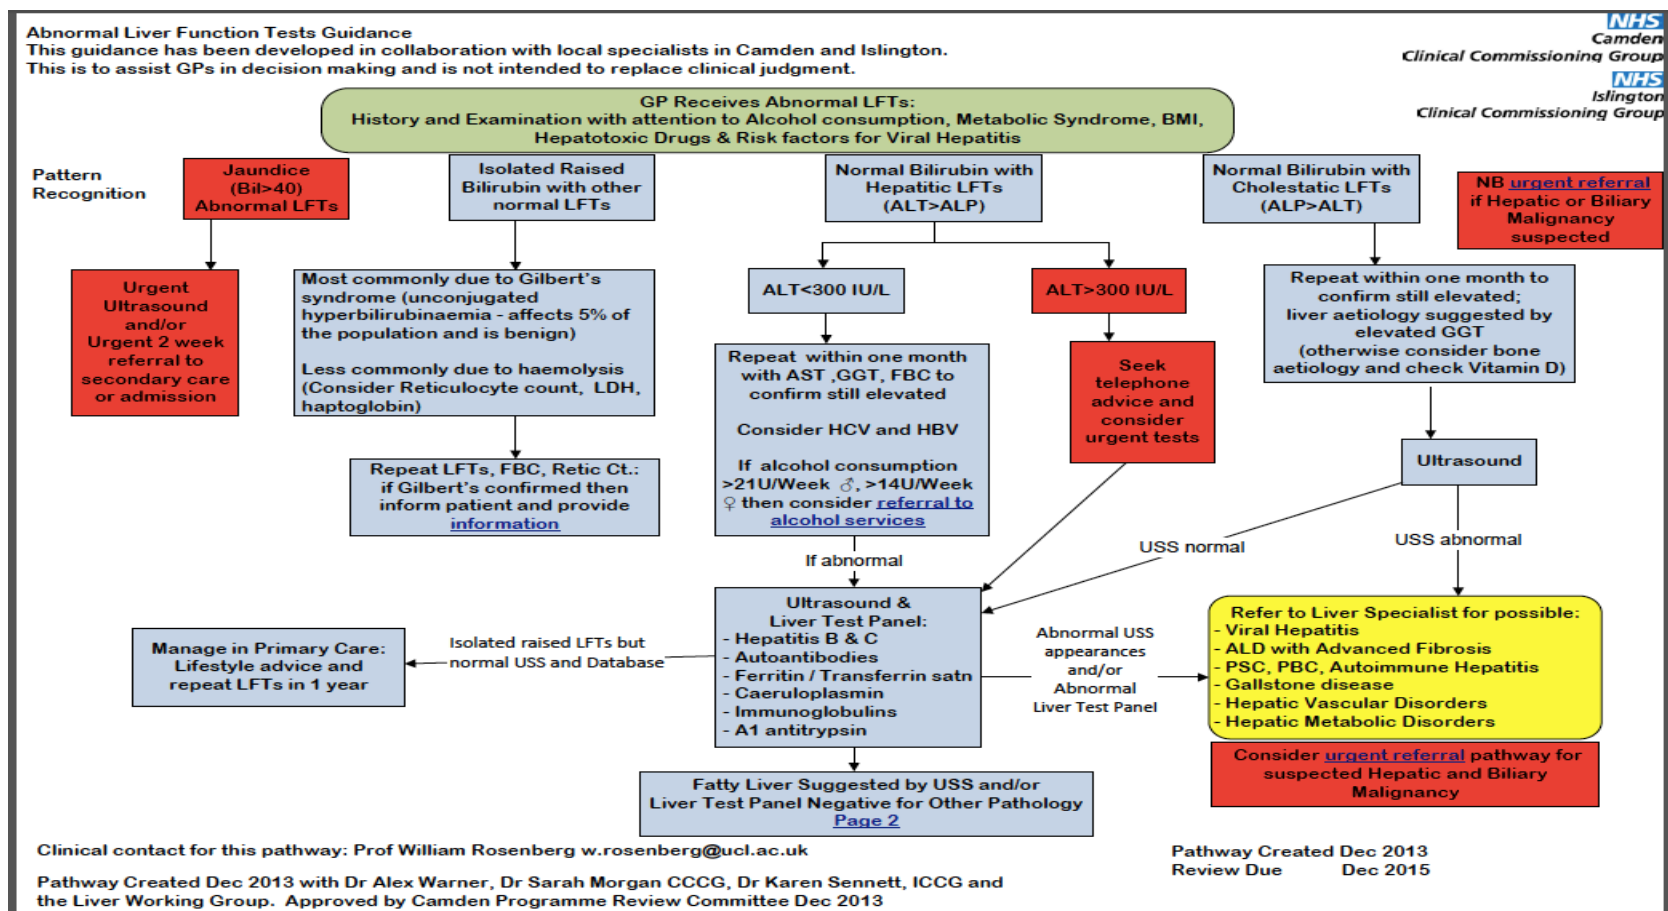 Abnormal Liver Function Tests Guidance
This guidance has been developed in collaboration with local specialists in Camden and Islington.
This is to assist GPs in decision making and is not intended to replace clinical judgment.
NHS
Camden
Clinical Commissioning Group
NHS
Islington
Clinical Commissioning Group
GP Receives Abnormal LFTs:
History and Examination with attention to Alcohol consumption, Metabolic Syndrome, BMI,
Hepatotoxic Drugs & Risk factors for Viral Hepatitis
Pattern
Recognition
Jaundice
(Bil>40)
Abnormal LFTs
Isolated Raised
Bilirubin with other
normal LFTs
Normal Bilirubin with
Hepatitic LFTs
(ALT>ALP)
Normal Bilirubin with
Cholestatic LFTs
(ALP>ALT)
NB urgent referral
if Hepatic or Biliary
Malignancy
suspected
Urgent
Ultrasound
and/or
Urgent 2 week
referral to
secondary care
or admission
Most commonly due to Gilbert's
syndrome (unconjugated
hyperbilirubinaemia - affects 5% of
the population and is benign)
Less commonly due to haemolysis
(Consider Reticulocyte count, LDH,
haptoglobin)
Repeat LFTs, FBC, Retic Ct.:
if Gilbert's confirmed then
inform patient and provide
information
ALT<300 IU/L
ALT>300 IU/L
Repeat within one month
with AST ,GGT, FBC to
confirm still elevated
Consider HCV and HBV
If alcohol consumption
>21U/Week ♂, >14U/Week
♀ then consider referral to
alcohol services
Seek
telephone
advice and
consider
urgent tests
Repeat within one month to
confirm still elevated;
liver aetiology suggested by
elevated GGT
(otherwise consider bone
aetiology and check Vitamin D)
Ultrasound
If abnormal
USS normal
USS abnormal
Ultrasound &
Liver Test Panel:
- Hepatitis B & C
- Autoantibodies
- Ferritin / Transferrin satn
- Caeruloplasmin
- Immunoglobulins
- A1 antitrypsin
Isolated raised LFTs but
normal USS and Database
Manage in Primary Care:
Lifestyle advice and
repeat LFTs in 1 year
Abnormal USS
appearances
and/or
Abnormal
Liver Test Panel
Refer to Liver Specialist for possible:
- Viral Hepatitis
- ALD with Advanced Fibrosis
- PSC, PBC, Autoimmune Hepatitis
- Gallstone disease
- Hepatic Vascular Disorders
- Hepatic Metabolic Disorders
Consider urgent referral pathway for
suspected Hepatic and Biliary
Malignancy
Fatty Liver Suggested by USS and/or
Liver Test Panel Negative for Other Pathology
Page 2
Clinical contact for this pathway: Prof William Rosenberg w.rosenberg@ucl.ac.uk
Pathway Created Dec 2013
Review Due Dec 2015
Pathway Created Dec 2013 with Dr Alex Warner, Dr Sarah Morgan CCCG, Dr Karen Sennett, ICCG and
the Liver Working Group. Approved by Camden Programme Review Committee Dec 2013